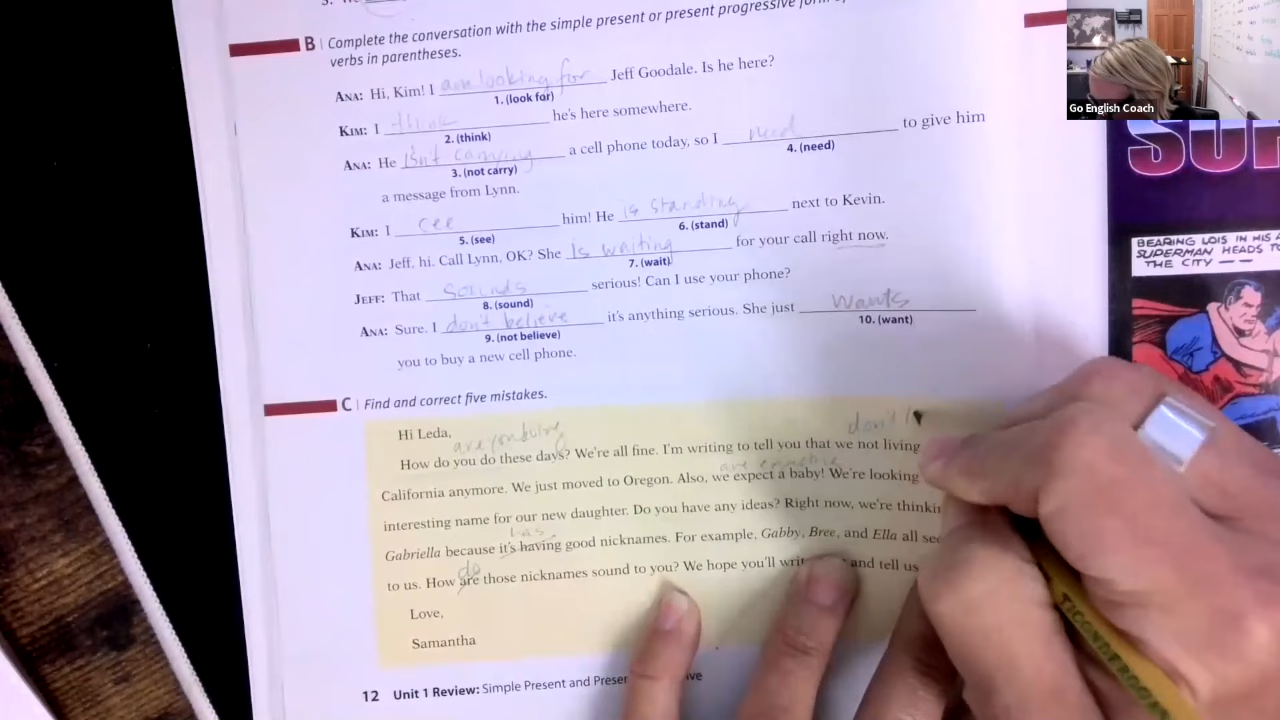 B | Complete the conversation with the simple present or present progressive form
verbs in parentheses.
ANA: Hi, Kim! I am looking for Jeff Goodale. Is he here?
1. (look for)
KIM: I think he's here somewhere.
2. (think)
ANA: He isn't carrying a cell phone today, so I need to give him
3. (not carry) 4. (need)
a message from Lynn.
KIM: I see him! He is standing next to Kevin.
5. (see) 6. (stand)
ANA: Jeff, hi. Call Lynn, OK? She is waiting for your call right now.
7. (wait)
JEFF: That sounds serious! Can I use your phone?
8. (sound)
ANA: Sure. I don't believe it's anything serious. She just wants
9. (not believe) 10. (want)
you to buy a new cell phone.
C | Find and correct five mistakes.
Hi Leda,
don't
How do you do these days? We're all fine. I'm writing to tell you that we not living
are expecting
California anymore. We just moved to Oregon. Also, we expect a baby! We're looking
interesting name for our new daughter. Do you have any ideas? Right now, we're
has
Gabriella because it's having good nicknames. For example, Gabby, Bree, and Ella all
do
to us. How are those nicknames sound to you? We hope you'll and tell us
Love,
Samantha
12 Unit 1 Review: Simple Present and
Go English Coach
BEARING LOIS IN HIS
SUPERMAN HEADS
THE CITY --